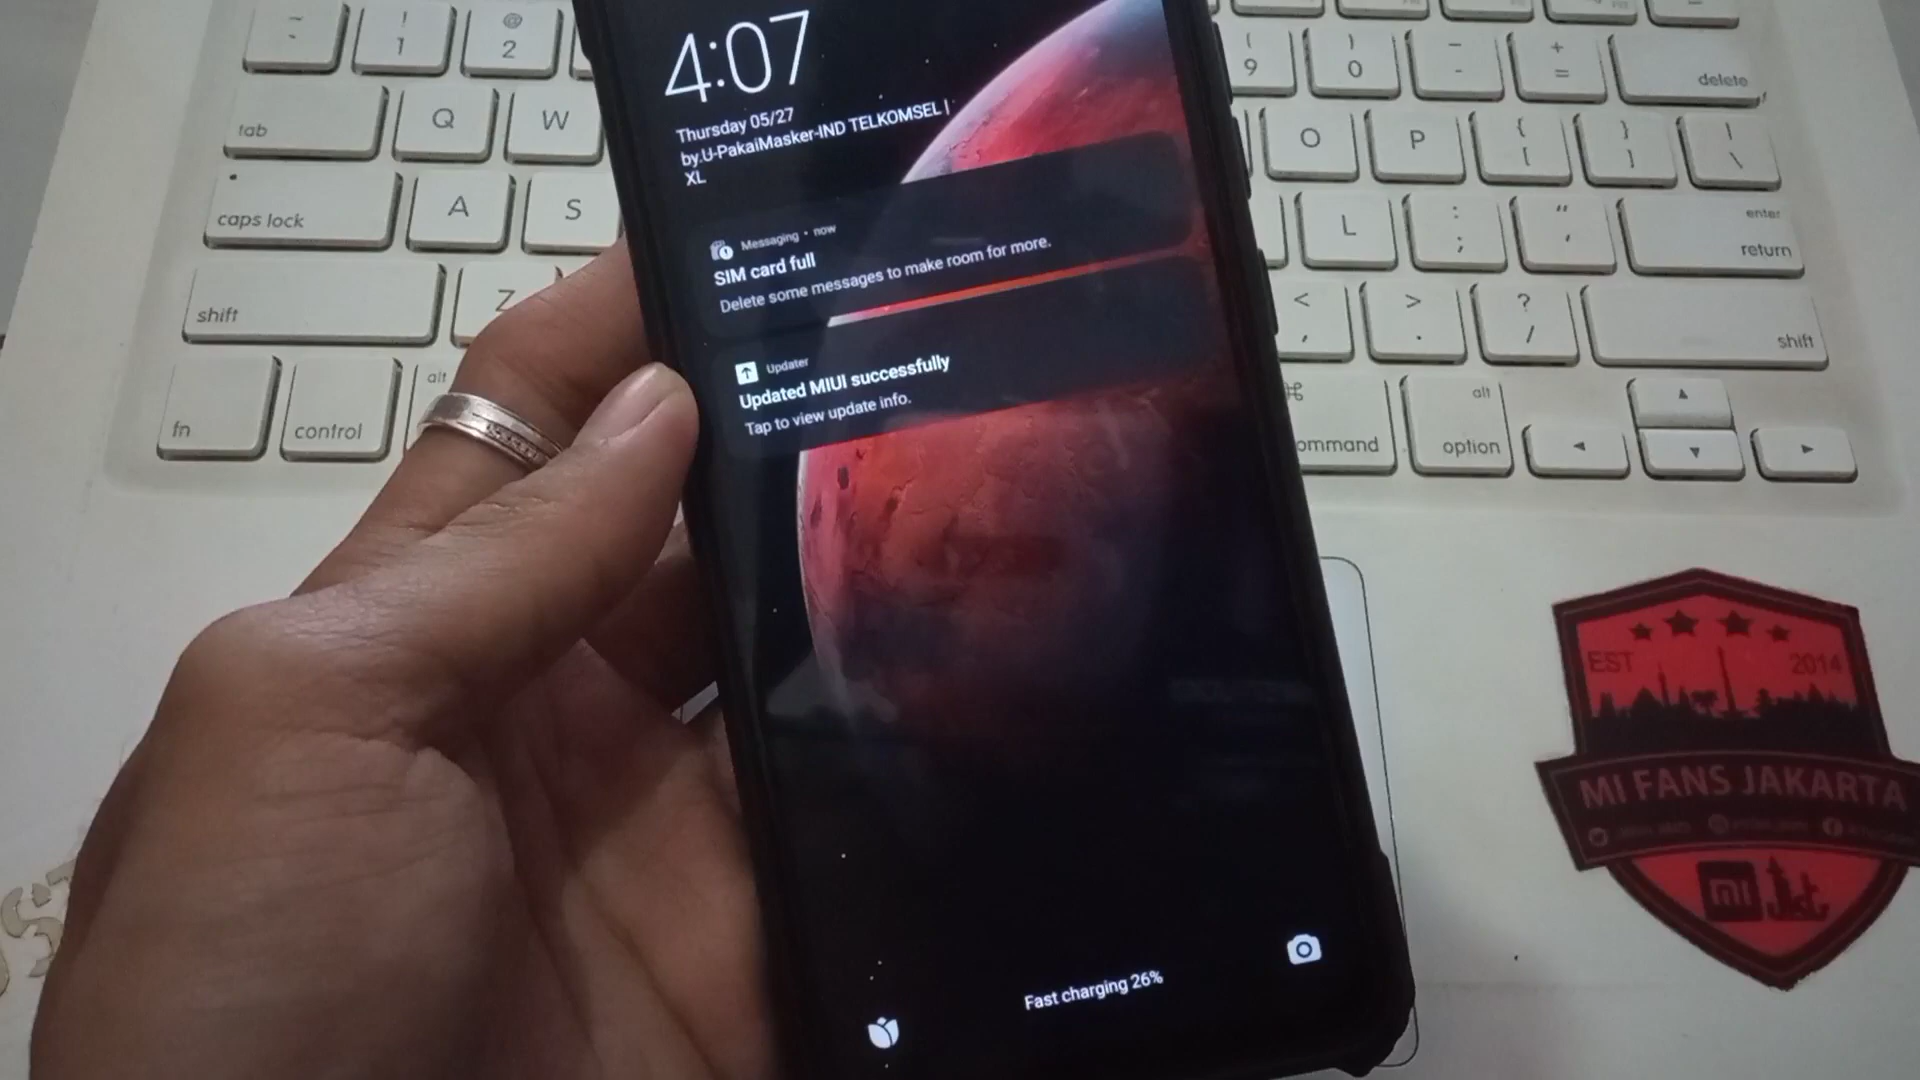 4:07
Thursday 05/27
by.U-PakaiMasker-IND TELKOMSEL |
XL
Messaging • now
SIM card full
Delete some messages to make room for more.
Updater
Updated MIUI successfully
Tap to view update info.
Fast charging 26%
~
`
!
1
@
2
(
9
)
0
_
-
+
=
delete
tab
Q
W
O
P
{
[
}
]
|
\
caps lock
A
S
L
:
;
"
'
enter
return
shift
Z
<
,
>
.
?
/
shift
fn
control
alt
⌘
ommand
alt
option
◄
▲
▼
►
EST 2014
MI FANS JAKARTA
mi Jkt